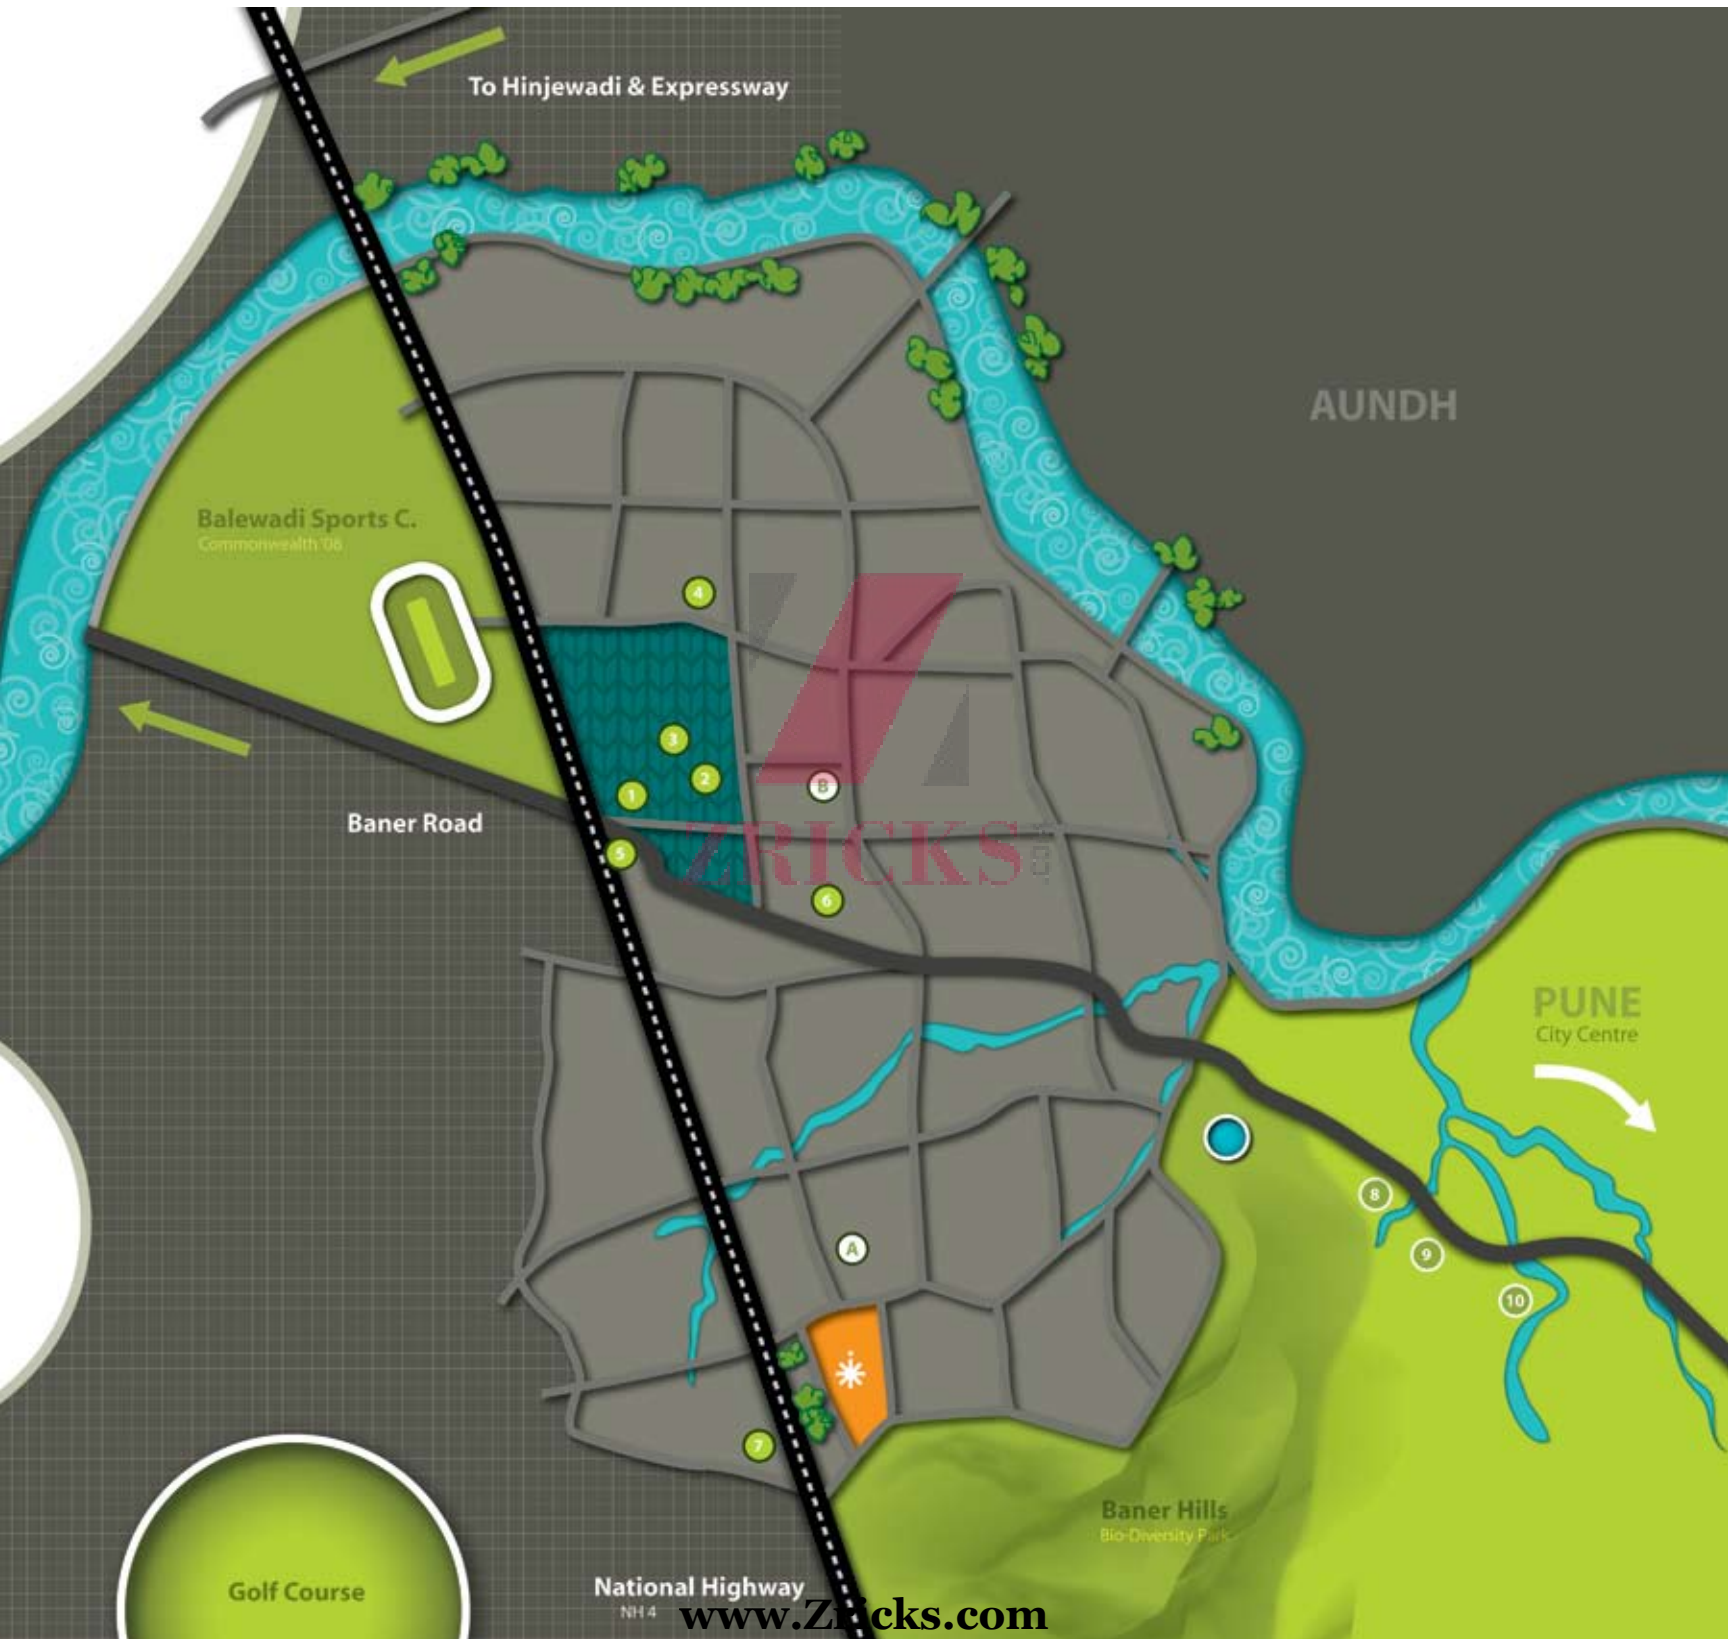 To Hinjewadi & Expressway
AUNDH
Balewadi Sports C.
Commonwealth '08
4
3
2
1
B
Baner Road
ZRICKS
.com
5
6
PUNE
City Centre
8
9
10
A
7
Baner Hills
Bio-Diversity Park
Golf Course
National Highway
NH 4
www.Zricks.com